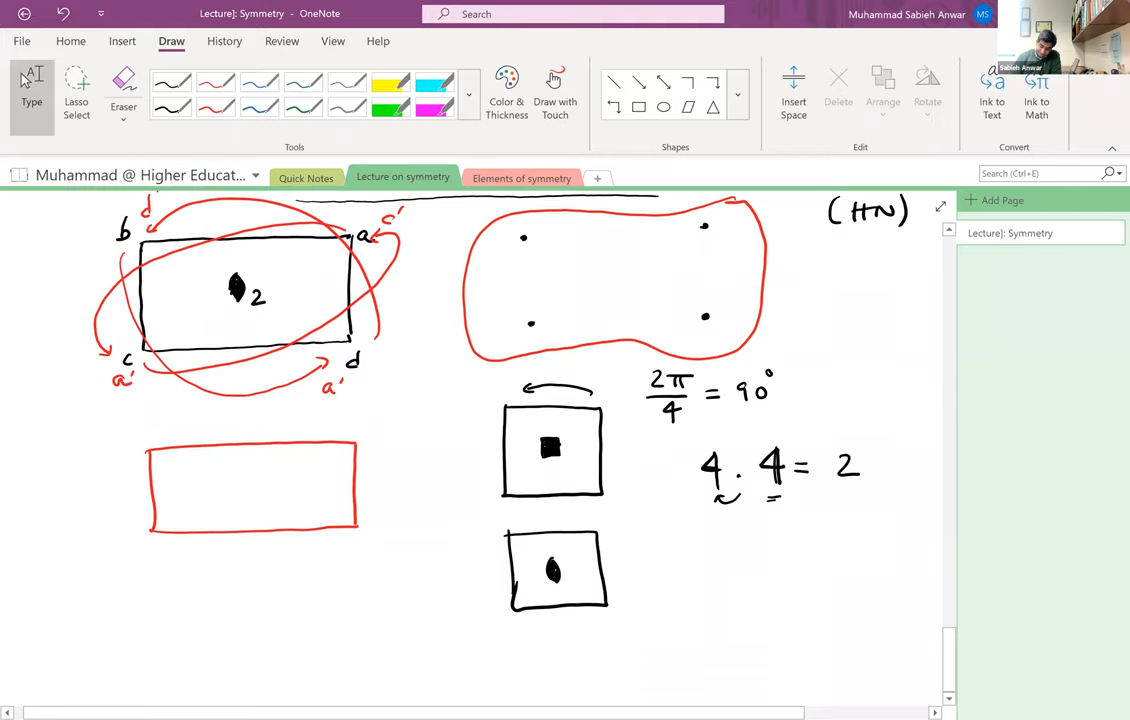 Lecture]: Symmetry - OneNote
Search
Muhammad Sabieh Anwar
MS
File Home Insert Draw History Review View Help
Sabieh Anwar
Type
Lasso Select
Eraser
Color & Thickness
Draw with Touch
Insert Space
Delete
Arrange
Rotate
Ink to Text
Ink to Math
Tools
Shapes
Edit
Convert
Muhammad @ Higher Educat...
Quick Notes
Lecture on symmetry
Elements of symmetry
+
Search (Ctrl+E)
Add Page
Lecture]: Symmetry
(HN)
d
b
a
c'
2
c
d
a'
a'
2π/4 = 90°
4 . 4 = 2